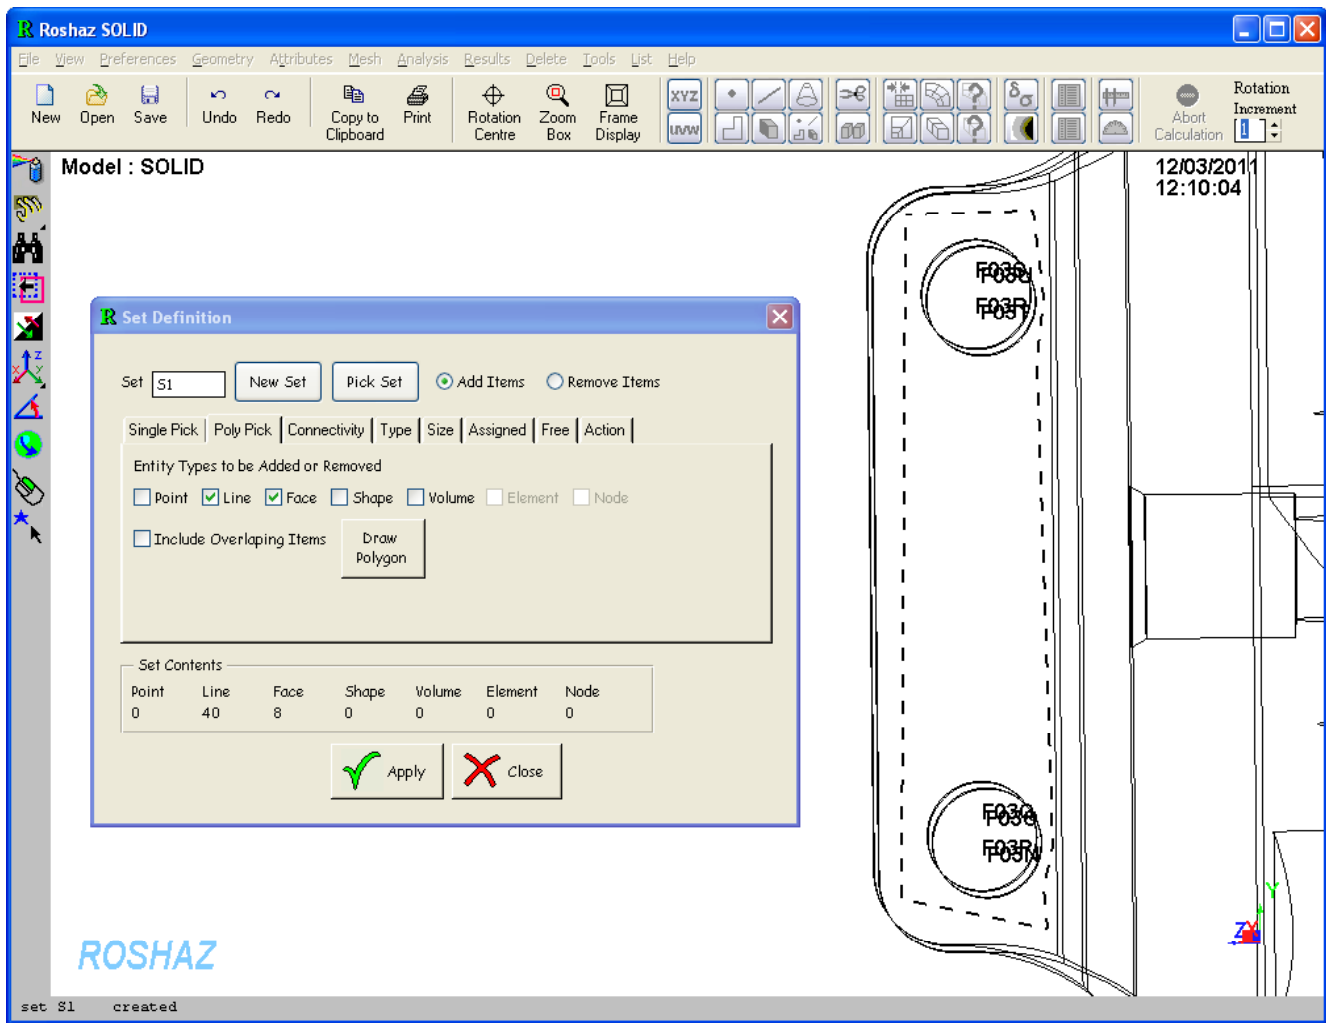 Roshaz SOLID
File View Preferences Geometry Attributes Mesh Analysis Results Delete Tools List Help
New Open Save Undo Redo Copy to Clipboard Print Rotation Centre Zoom Box Frame Display XYZ UVW Abort Calculation Rotation Increment 1
Model : SOLID
12/03/2011
12:10:04
Set Definition
Set S1 New Set Pick Set Add Items Remove Items
Single Pick Poly Pick Connectivity Type Size Assigned Free Action
Entity Types to be Added or Removed
Point Line Face Shape Volume Element Node
Include Overlaping Items Draw Polygon
Set Contents
Point Line Face Shape Volume Element Node
0 40 8 0 0 0 0
Apply Close
Y
Z X
ROSHAZ
set S1 created